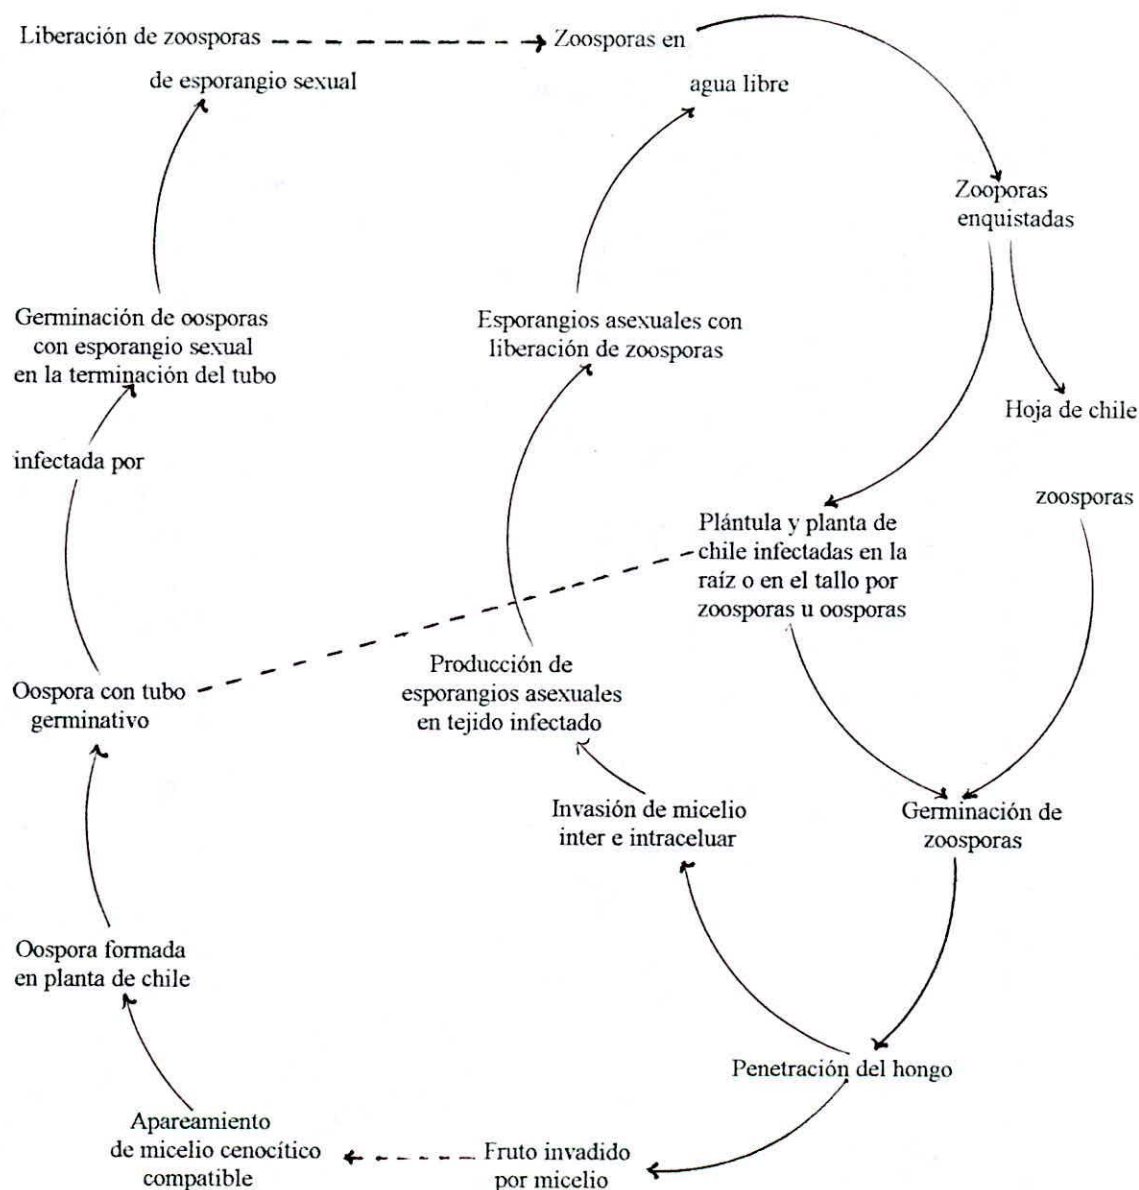 Liberación de zoosporas
de esporangio sexual
Zoosporas en
agua libre
Zooporas
enquistadas
Germinación de oosporas
con esporangio sexual
en la terminación del tubo
Esporangios asexuales con
liberación de zoosporas
Hoja de chile
infectada por
zoosporas
Plántula y planta de
chile infectadas en la
raíz o en el tallo por
zoosporas u oosporas
Oospora con tubo
germinativo
Producción de
esporangios asexuales
en tejido infectado
Invasión de micelio
inter e intraceluar
Germinación de
zoosporas
Oospora formada
en planta de chile
Penetración del hongo
Apareamiento
de micelio cenocítico
compatible
Fruto invadido
por micelio